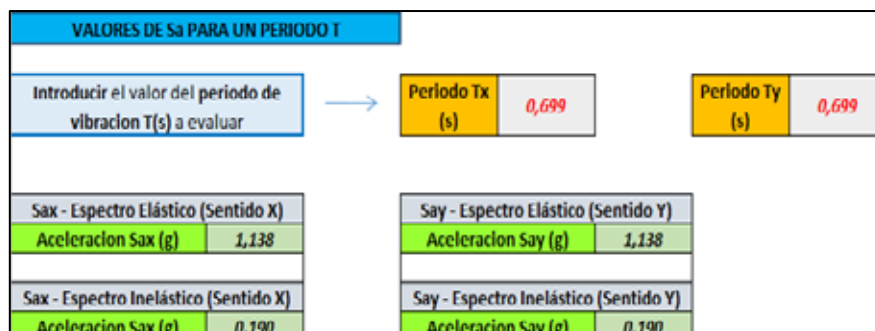 VALORES DE Sa PARA UN PERIODO T
Introducir el valor del periodo de
vibracion T(s) a evaluar
Periodo Tx
(s)
0,699
Periodo Ty
(s)
0,699
Sax - Espectro Elástico (Sentido X)
Aceleracion Sax (g) 1,138
Say - Espectro Elástico (Sentido Y)
Aceleracion Say (g) 1,138
Sax - Espectro Inelástico (Sentido X)
Aceleracion Sax (g) 0,190
Say - Espectro Inelástico (Sentido Y)
Aceleracion Say (g) 0,190